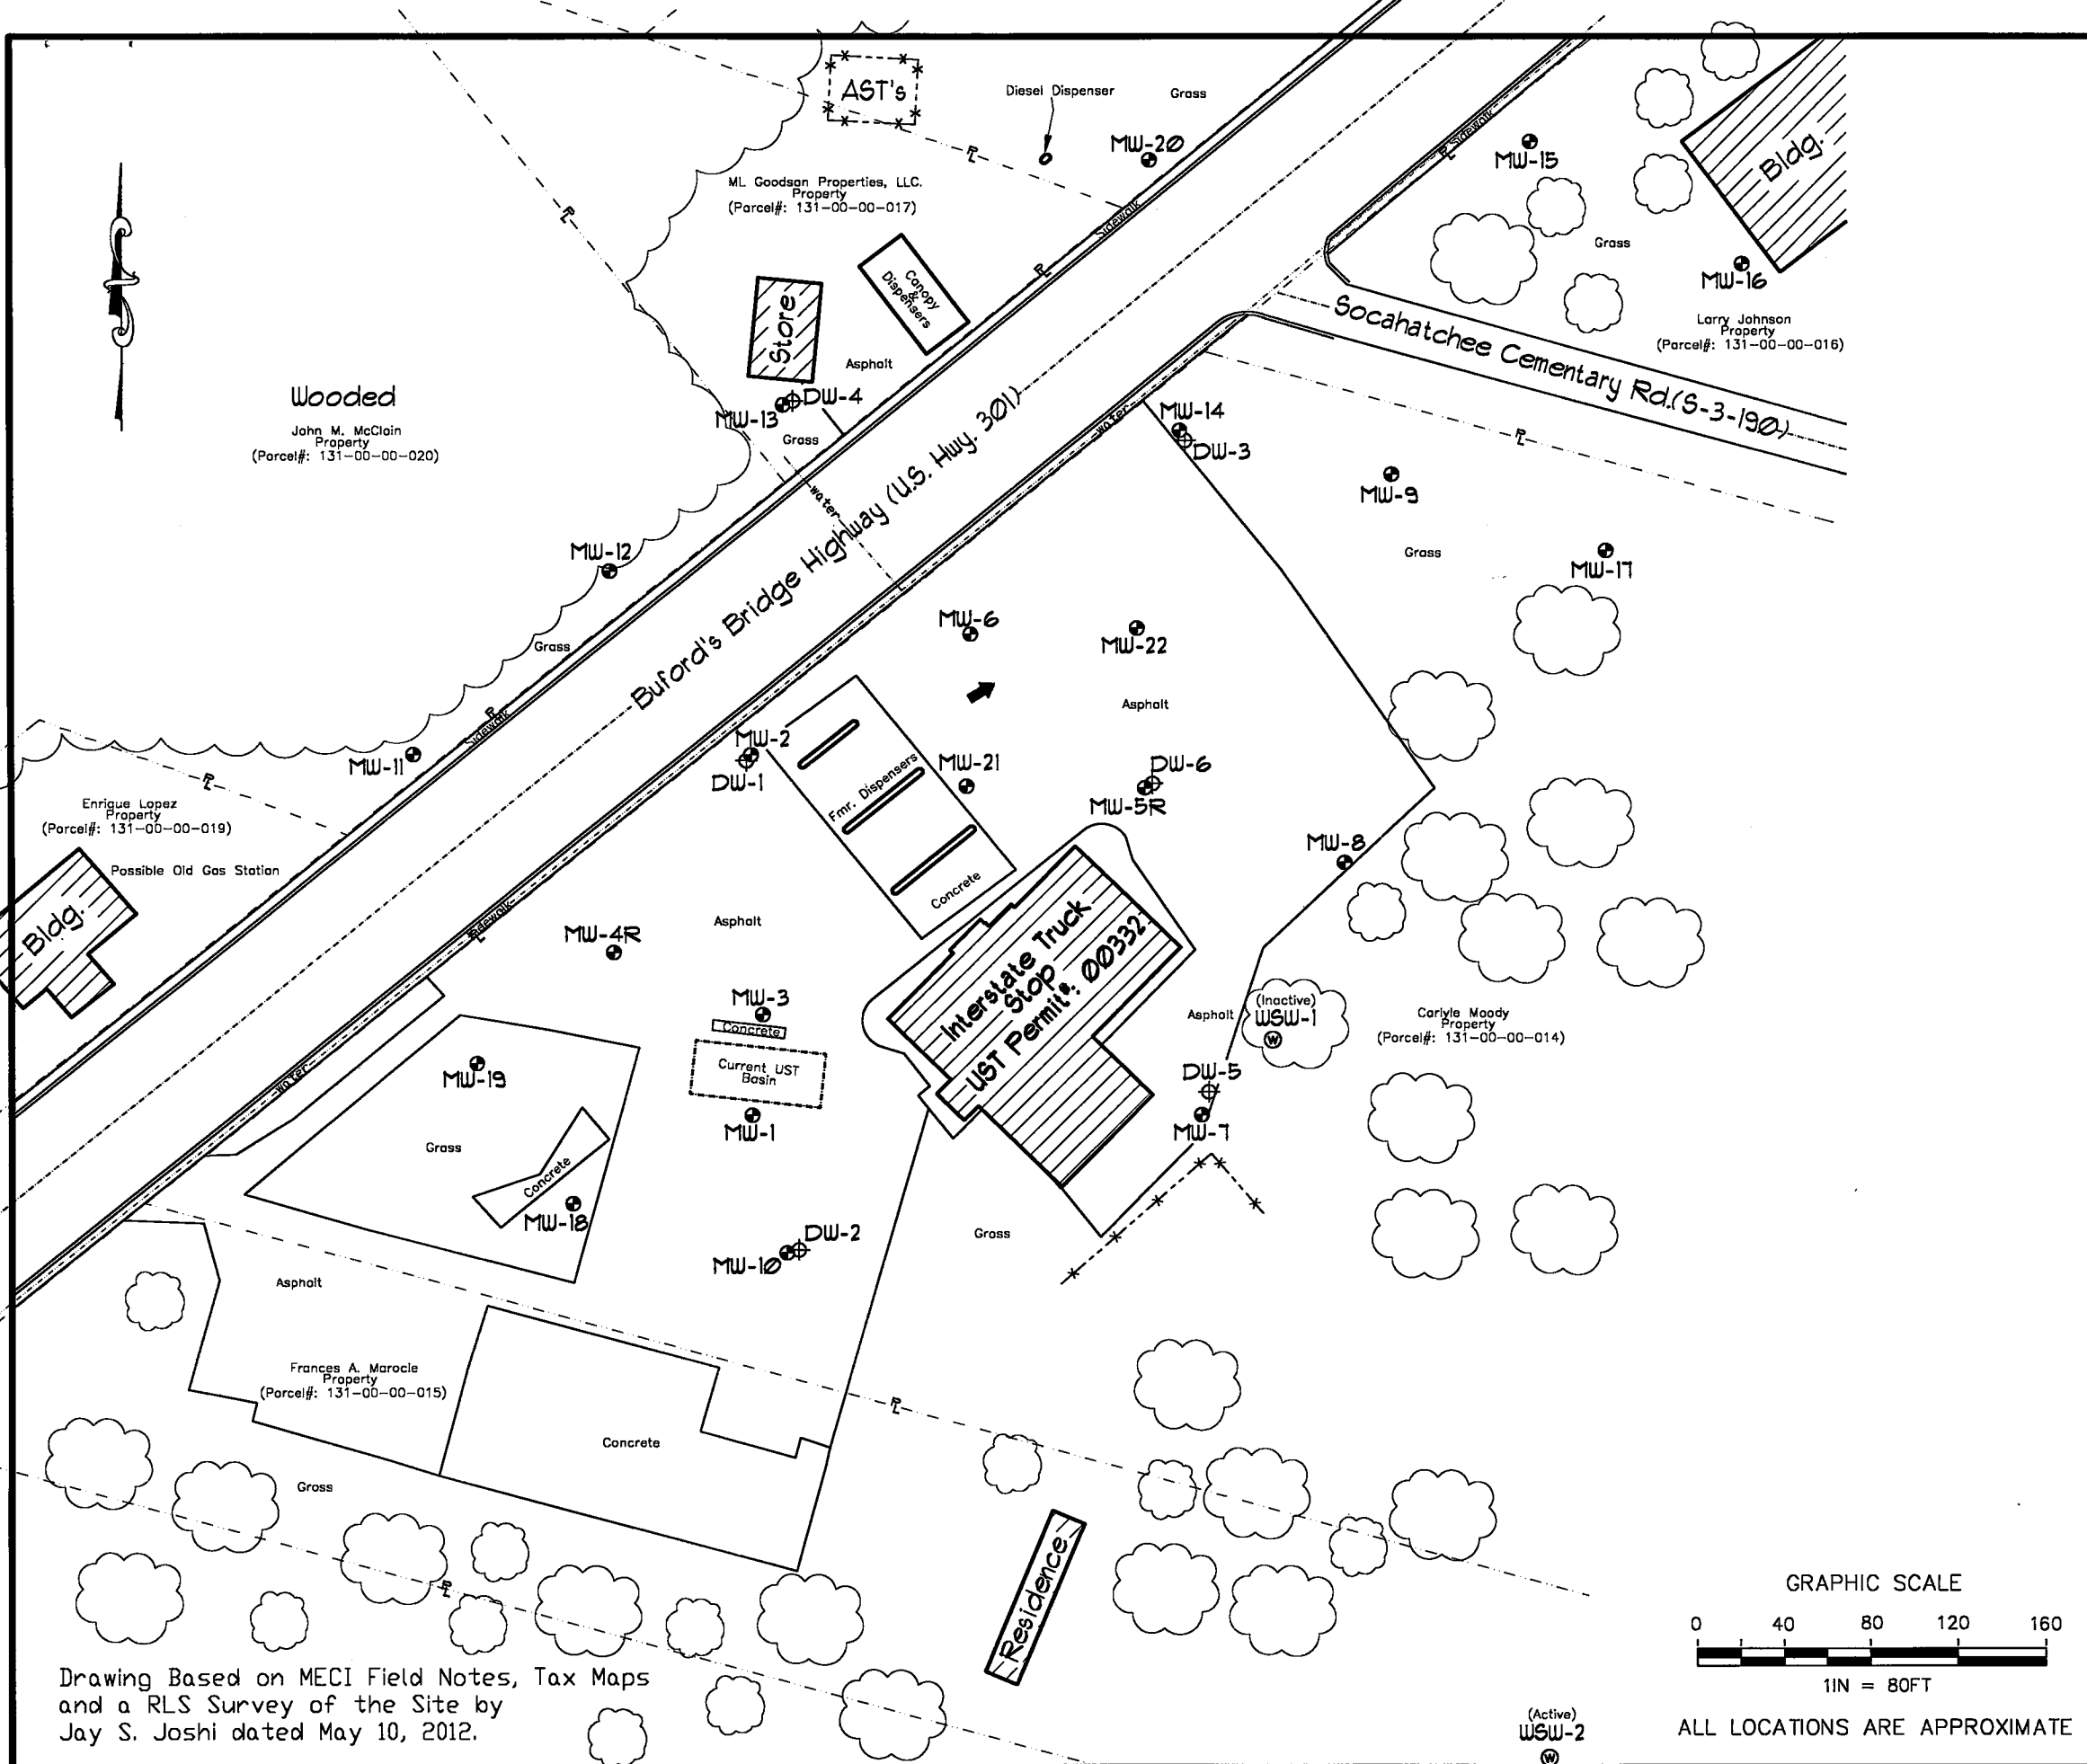 AST's
Diesel Dispenser
Grass
MW-20
MW-15
Bldg.
Sidewalk
ML Goodson Properties, LLC.
Property
(Parcel#: 131-00-00-017)
Sidewalk
Grass
MW-16
Canopy
&
Dispensers
Store
Asphalt
Larry Johnson
Property
(Parcel#: 131-00-00-016)
Socahatchee Cementary Rd.(S-3-190)
Wooded
John M. McClain
Property
(Parcel#: 131-00-00-020)
MW-13
DW-4
Grass
water
MW-14
DW-3
MW-9
water
Buford's Bridge Highway (U.S. Hwy. 301)
MW-12
Grass
MW-17
Grass
MW-6
MW-22
Asphalt
Sidewalk
MW-2
DW-1
MW-11
Fmr. Dispensers
MW-21
DW-6
MW-5R
Enrique Lopez
Property
(Parcel#: 131-00-00-019)
Possible Old Gas Station
Bldg.
MW-8
Concrete
Asphalt
Sidewalk
MW-4R
Interstate Truck
Stop
UST Permit#: 00332
MW-3
Concrete
Current UST
Basin
Asphalt
(Inactive)
WSW-1
W
Carlyle Moody
Property
(Parcel#: 131-00-00-014)
water
MW-19
MW-1
DW-5
MW-7
Grass
Concrete
MW-18
DW-2
MW-10
Grass
Asphalt
Frances A. Marocle
Property
(Parcel#: 131-00-00-015)
Concrete
Grass
Residence
Drawing Based on MECI Field Notes, Tax Maps
and a RLS Survey of the Site by
Jay S. Joshi dated May 10, 2012.
GRAPHIC SCALE
0 40 80 120 160
1IN = 80FT
ALL LOCATIONS ARE APPROXIMATE
(Active)
WSW-2
W